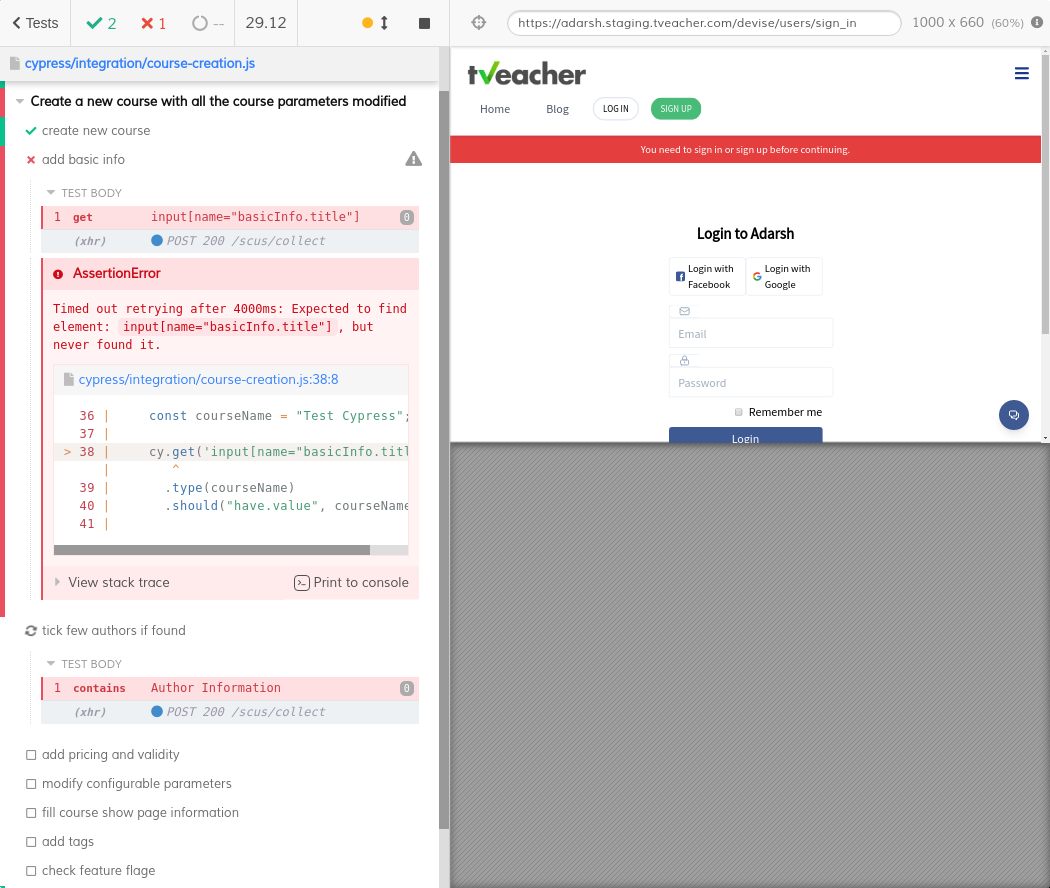 Tests
2
1
--
29.12
https://adarsh.staging.tveacher.com/devise/users/sign_in
1000 x 660 (60%)
cypress/integration/course-creation.js
Create a new course with all the course parameters modified
create new course
add basic info
TEST BODY
1 get input[name="basicInfo.title"] 0
(xhr) POST 200 /scus/collect
AssertionError
Timed out retrying after 4000ms: Expected to find
element: input[name="basicInfo.title"] , but
never found it.
cypress/integration/course-creation.js:38:8
36 | const courseName = "Test Cypress";
37 |
> 38 | cy.get('input[name="basicInfo.titl
| ^
39 | .type(courseName)
40 | .should("have.value", courseName
41 |
View stack trace
Print to console
tick few authors if found
TEST BODY
1 contains Author Information 0
(xhr) POST 200 /scus/collect
add pricing and validity
modify configurable parameters
fill course show page information
add tags
check feature flage
tveacher
Home
Blog
LOG IN
SIGN UP
You need to sign in or sign up before continuing.
Login to Adarsh
Login with
Facebook
Login with
Google
Email
Password
Remember me
Login